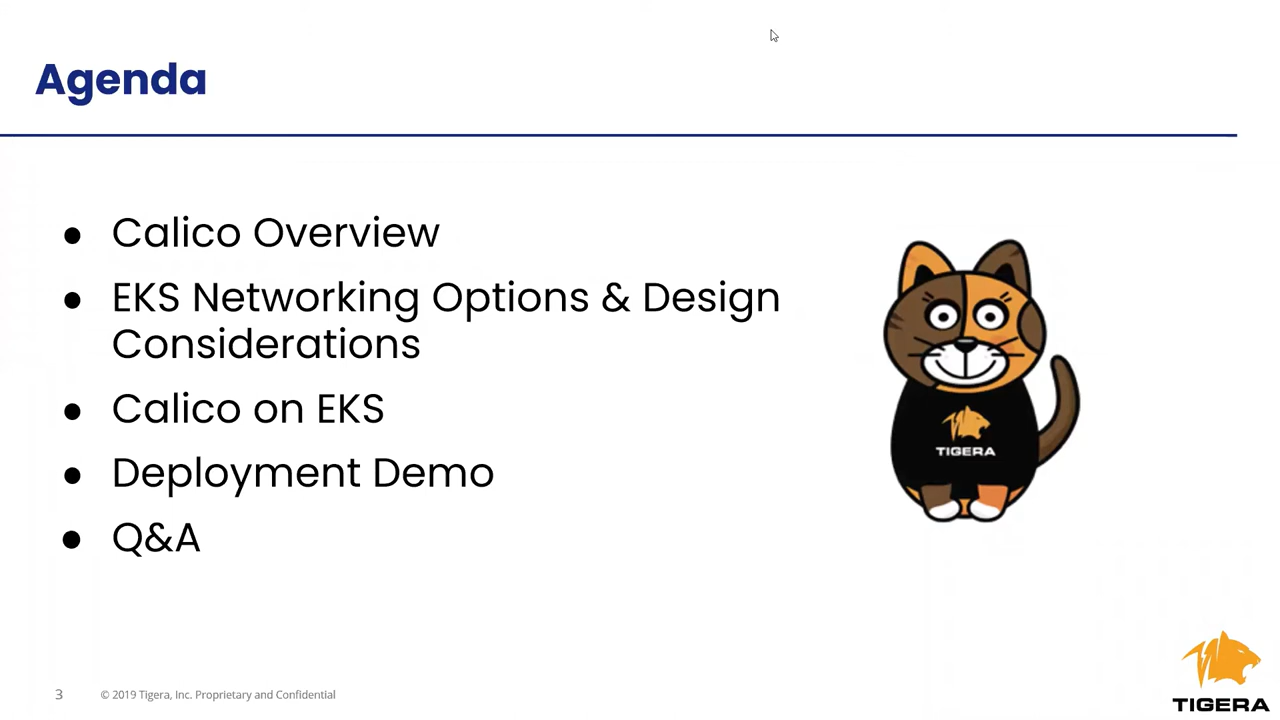 Agenda
● Calico Overview
● EKS Networking Options & Design
Considerations
● Calico on EKS
● Deployment Demo
● Q&A
TIGERA
3
© 2019 Tigera, Inc. Proprietary and Confidential
TIGERA